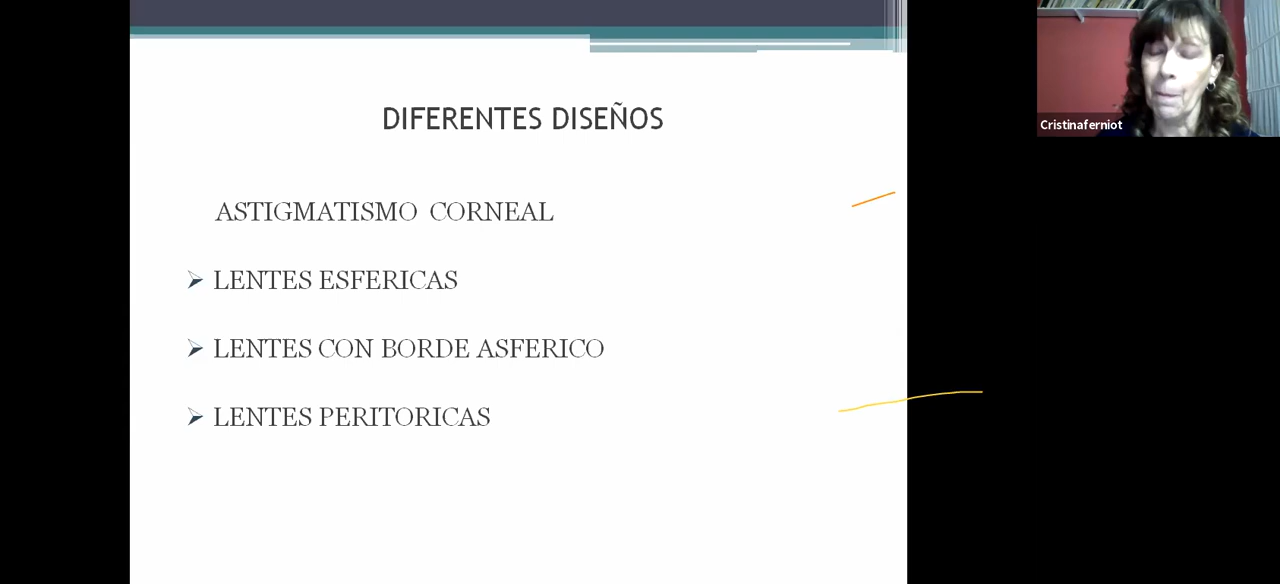 DIFERENTES DISEÑOS
ASTIGMATISMO CORNEAL
LENTES ESFERICAS
LENTES CON BORDE ASFERICO
LENTES PERITORICAS
Cristinaferniot